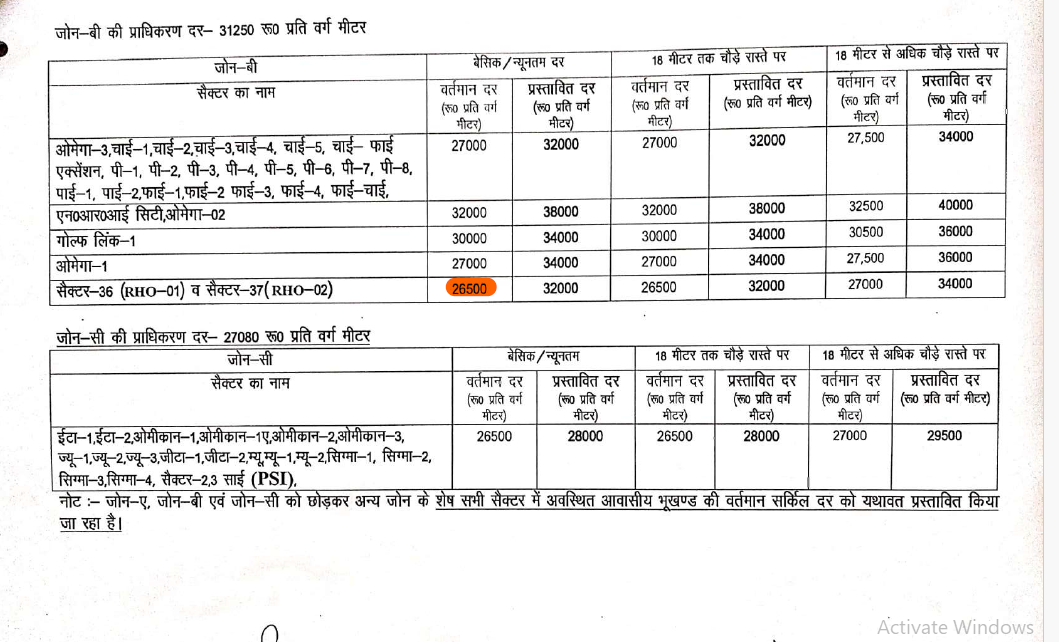 जोन–बी की प्राधिकरण दर– 31250 रू0 प्रति वर्ग मीटर
जोन–बी बेसिक/न्यूनतम दर 18 मीटर तक चौड़े रास्ते पर 18 मीटर से अधिक चौड़े रास्ते पर
सैक्टर का नाम वर्तमान दर प्रस्तावित दर वर्तमान दर प्रस्तावित दर वर्तमान दर प्रस्तावित दर
(रू0 प्रति वर्ग (रू0 प्रति वर्ग (रू0 प्रति वर्ग (रू0 प्रति वर्ग मीटर) (रू0 प्रति वर्ग (रू0 प्रति वर्ग
मीटर) मीटर) मीटर) मीटर) मीटर)
ओमेगा–3,चाई–1,चाई–2,चाई–3,चाई–4, चाई–5, चाई– फाई 27000 32000 27000 32000 27,500 34000
एक्सेंशन, पी–1, पी–2, पी–3, पी–4, पी–5, पी–6, पी–7, पी–8,
पाई–1, पाई–2,फाई–1,फाई–2 फाई–3, फाई–4, फाई–चाई,
एन0आर0आई सिटी,ओमेगा–02 32000 38000 32000 38000 32500 40000
गोल्फ लिंक–1 30000 34000 30000 34000 30500 36000
ओमेगा–1 27000 34000 27000 34000 27,500 36000
सैक्टर–36 (RHO–01) व सैक्टर–37(RHO–02) 26500 32000 26500 32000 27000 34000
जोन–सी की प्राधिकरण दर– 27080 रू0 प्रति वर्ग मीटर
जोन–सी बेसिक/न्यूनतम 18 मीटर तक चौड़े रास्ते पर 18 मीटर से अधिक चौड़े रास्ते पर
सैक्टर का नाम वर्तमान दर प्रस्तावित दर वर्तमान दर प्रस्तावित दर वर्तमान दर प्रस्तावित दर
(रू0 प्रति वर्ग (रू0 प्रति वर्ग (रू0 प्रति वर्ग (रू0 प्रति वर्ग (रू0 प्रति वर्ग (रू0 प्रति वर्ग मीटर)
मीटर) मीटर) मीटर) मीटर) मीटर)
ईटा–1,ईटा–2,ओमीकान–1,ओमीकान–1ए,ओमीकान–2,ओमीकान–3, 26500 28000 26500 28000 27000 29500
ज्यू–1,ज्यू–2,ज्यू–3,जीटा–1,जीटा–2,म्यू,म्यू–1,म्यू–2,सिग्मा–1, सिग्मा–2,
सिग्मा–3,सिग्मा–4, सैक्टर–2,3 साई (PSI),
नोट :– जोन–ए, जोन–बी एवं जोन–सी को छोड़कर अन्य जोन के शेष सभी सैक्टर में अवस्थित आवासीय भूखण्ड की वर्तमान सर्किल दर को यथावत प्रस्तावित किया
जा रहा है।
Activate Windows